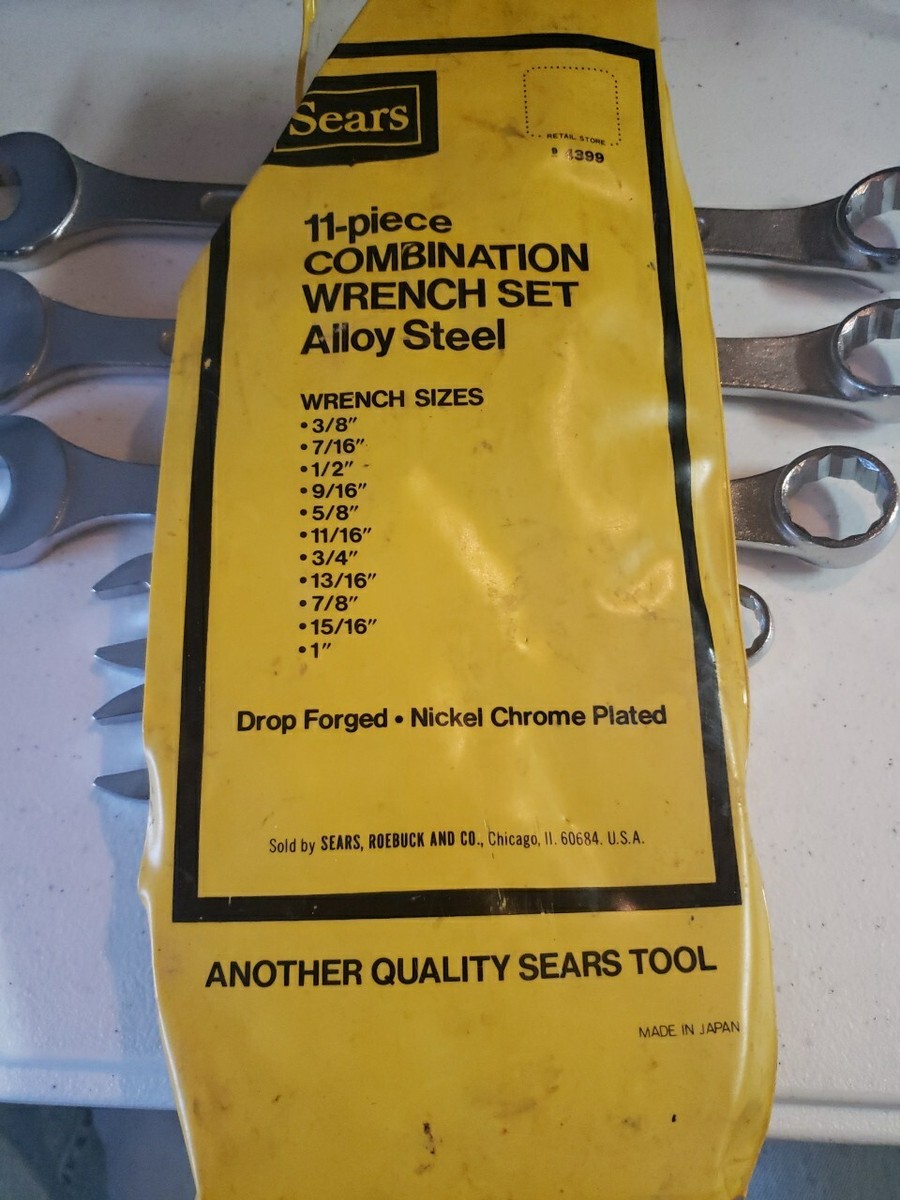 Sears
RETAIL STORE
11-piece
COMBINATION
WRENCH SET
Alloy Steel
WRENCH SIZES
• 3/8"
• 7/16"
• 1/2"
• 9/16"
• 5/8"
• 11/16"
• 3/4"
• 13/16"
• 7/8"
• 15/16"
• 1"
Drop Forged • Nickel Chrome Plated
Sold by SEARS, ROEBUCK AND CO., Chicago, Il. 60684. U.S.A.
ANOTHER QUALITY SEARS TOOL
MADE IN JAPAN